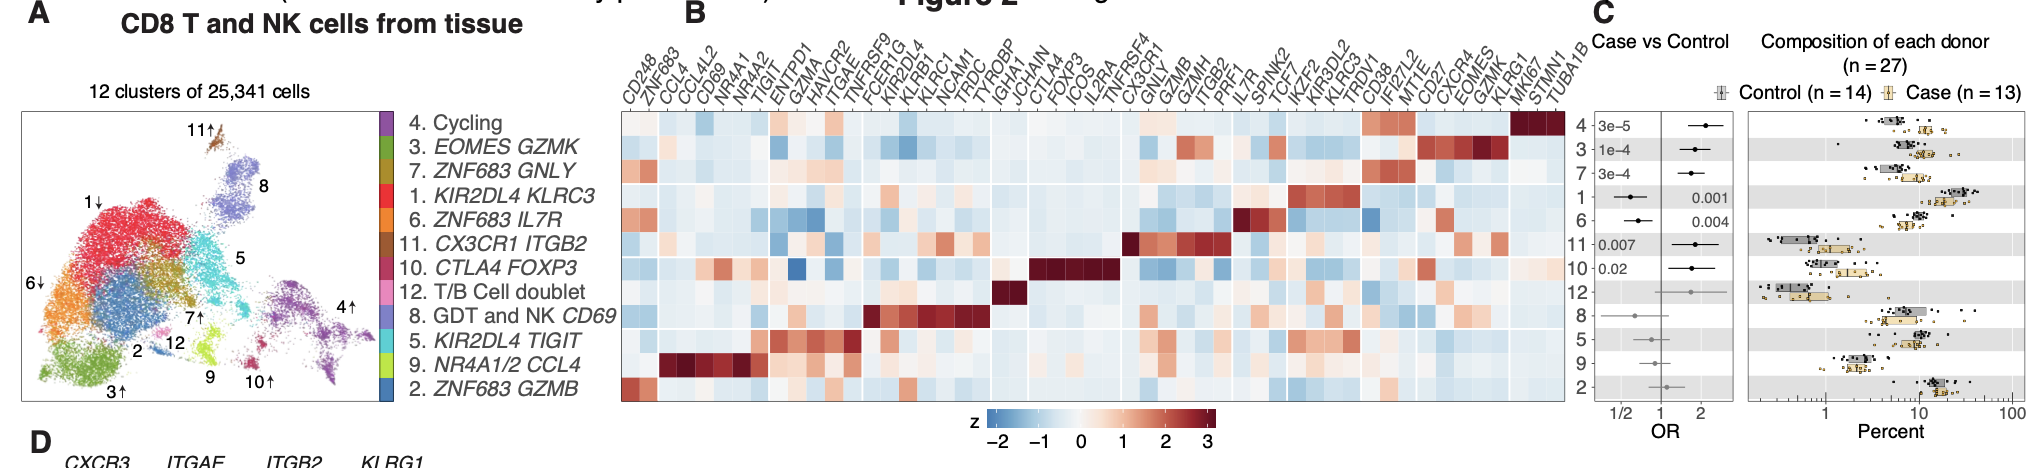 A
CD8 T and NK cells from tissue
12 clusters of 25,341 cells
11↑
8
1↓
5
6↓
7↑
4↑
2
12
9
10↑
3↑
4. Cycling
3. EOMES GZMK
7. ZNF683 GNLY
1. KIR2DL4 KLRC3
6. ZNF683 IL7R
11. CX3CR1 ITGB2
10. CTLA4 FOXP3
12. T/B Cell doublet
8. GDT and NK CD69
5. KIR2DL4 TIGIT
9. NR4A1/2 CCL4
2. ZNF683 GZMB
B
CD248
ZNF683
CCL4
CCL4L2
CD69
NR4A1
NR4A2
TIGIT
ENTPD1
GZMA
HAVCR2
ITGAE
TNFRSF9
FCER1G
KIR2DL4
KLRB1
KLRC1
NCAM1
TRDC
TYROBP
IGHA1
JCHAIN
CTLA4
FOXP3
ICOS
IL2RA
TNFRSF4
CX3CR1
GNLY
GZMB
GZMH
ITGB2
PRF1
IL7R
SPINK2
TCF7
IKZF2
KIR3DL2
KLRC3
TRDV1
CD38
IFI27L2
MT1E
CD27
CXCR4
EOMES
GZMK
KLRG1
MKI67
STMN1
TUBA1B
z
−2 −1 0 1 2 3
C
Case vs Control
4 3e-5
3 1e-4
7 3e-4
1 0.001
6 0.004
11 0.007
10 0.02
12
8
5
9
2
1/2 1 2
OR
Composition of each donor
(n = 27)
Control (n = 14) Case (n = 13)
1 10 100
Percent
D
CXCR3 ITGAE ITGB2 KLRG1